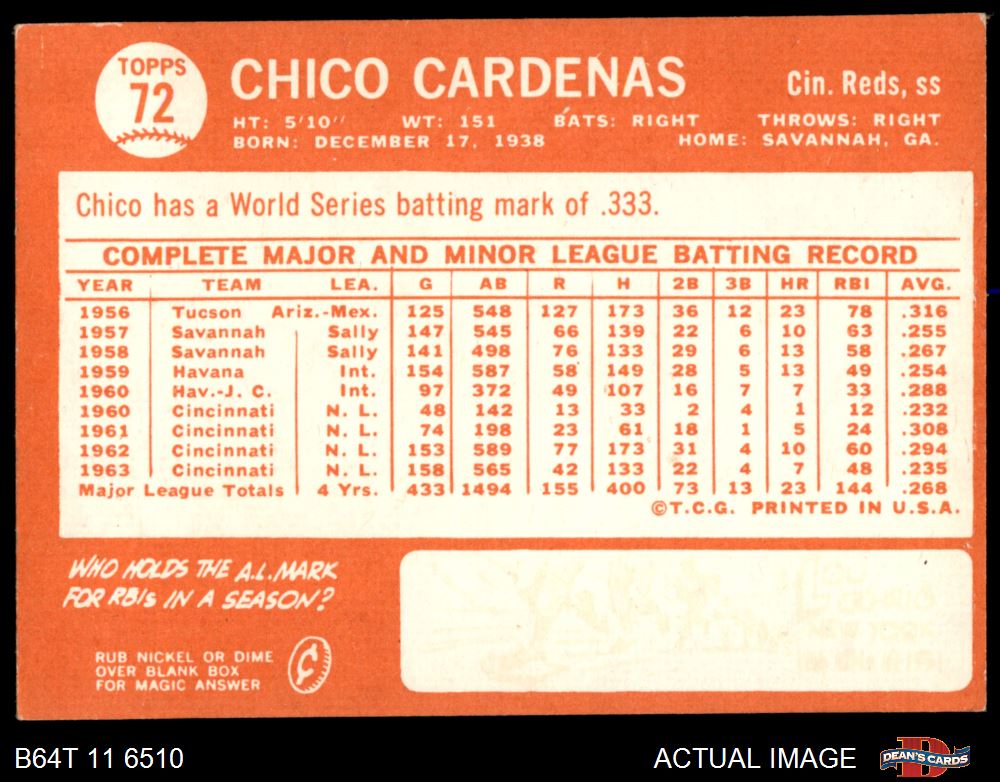 TOPPS
72
CHICO CARDENAS
Cin. Reds, ss
HT: 5'10" WT: 151 BATS: RIGHT THROWS: RIGHT
BORN: DECEMBER 17, 1938 HOME: SAVANNAH, GA.
Chico has a World Series batting mark of .333.
COMPLETE MAJOR AND MINOR LEAGUE BATTING RECORD
YEAR TEAM LEA. G AB R H 2B 3B HR RBI AVG.
1956 Tucson Ariz.-Mex. 125 548 127 173 36 12 23 78 .316
1957 Savannah Sally 147 545 66 139 22 6 10 63 .255
1958 Savannah Sally 141 498 76 133 29 6 13 58 .267
1959 Havana Int. 154 587 58 149 28 5 13 49 .254
1960 Hav.-J. C. Int. 97 372 49 107 16 7 7 33 .288
1960 Cincinnati N. L. 48 142 13 33 2 4 1 12 .232
1961 Cincinnati N. L. 74 198 23 61 18 1 5 24 .308
1962 Cincinnati N. L. 153 589 77 173 31 4 10 60 .294
1963 Cincinnati N. L. 158 565 42 133 22 4 7 48 .235
Major League Totals 4 Yrs. 433 1494 155 400 73 13 23 144 .268
©T.C.G. PRINTED IN U.S.A.
WHO HOLDS THE A.L. MARK
FOR RBIs IN A SEASON?
RUB NICKEL OR DIME
OVER BLANK BOX
FOR MAGIC ANSWER
¢
B64T 11 6510
ACTUAL IMAGE
DEAN'S CARDS